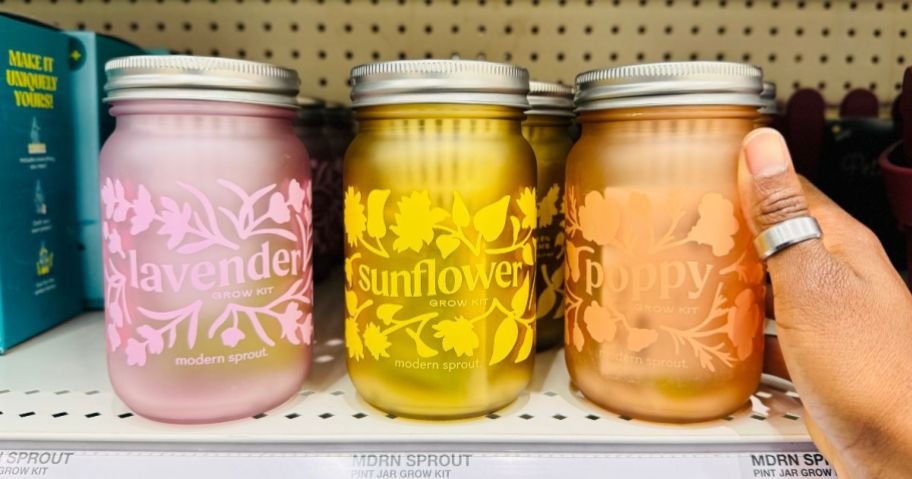 MAKE IT
UNIQUELY
YOURS!
lavender
GROW KIT
modern sprout.
sunflower
GROW KIT
modern sprout.
poppy
GROW KIT
modern sprout.
SPROUT
GROW KIT
MDRN SPROUT
PINT JAR GROW KIT
MDRN SP
PINT JAR GROW